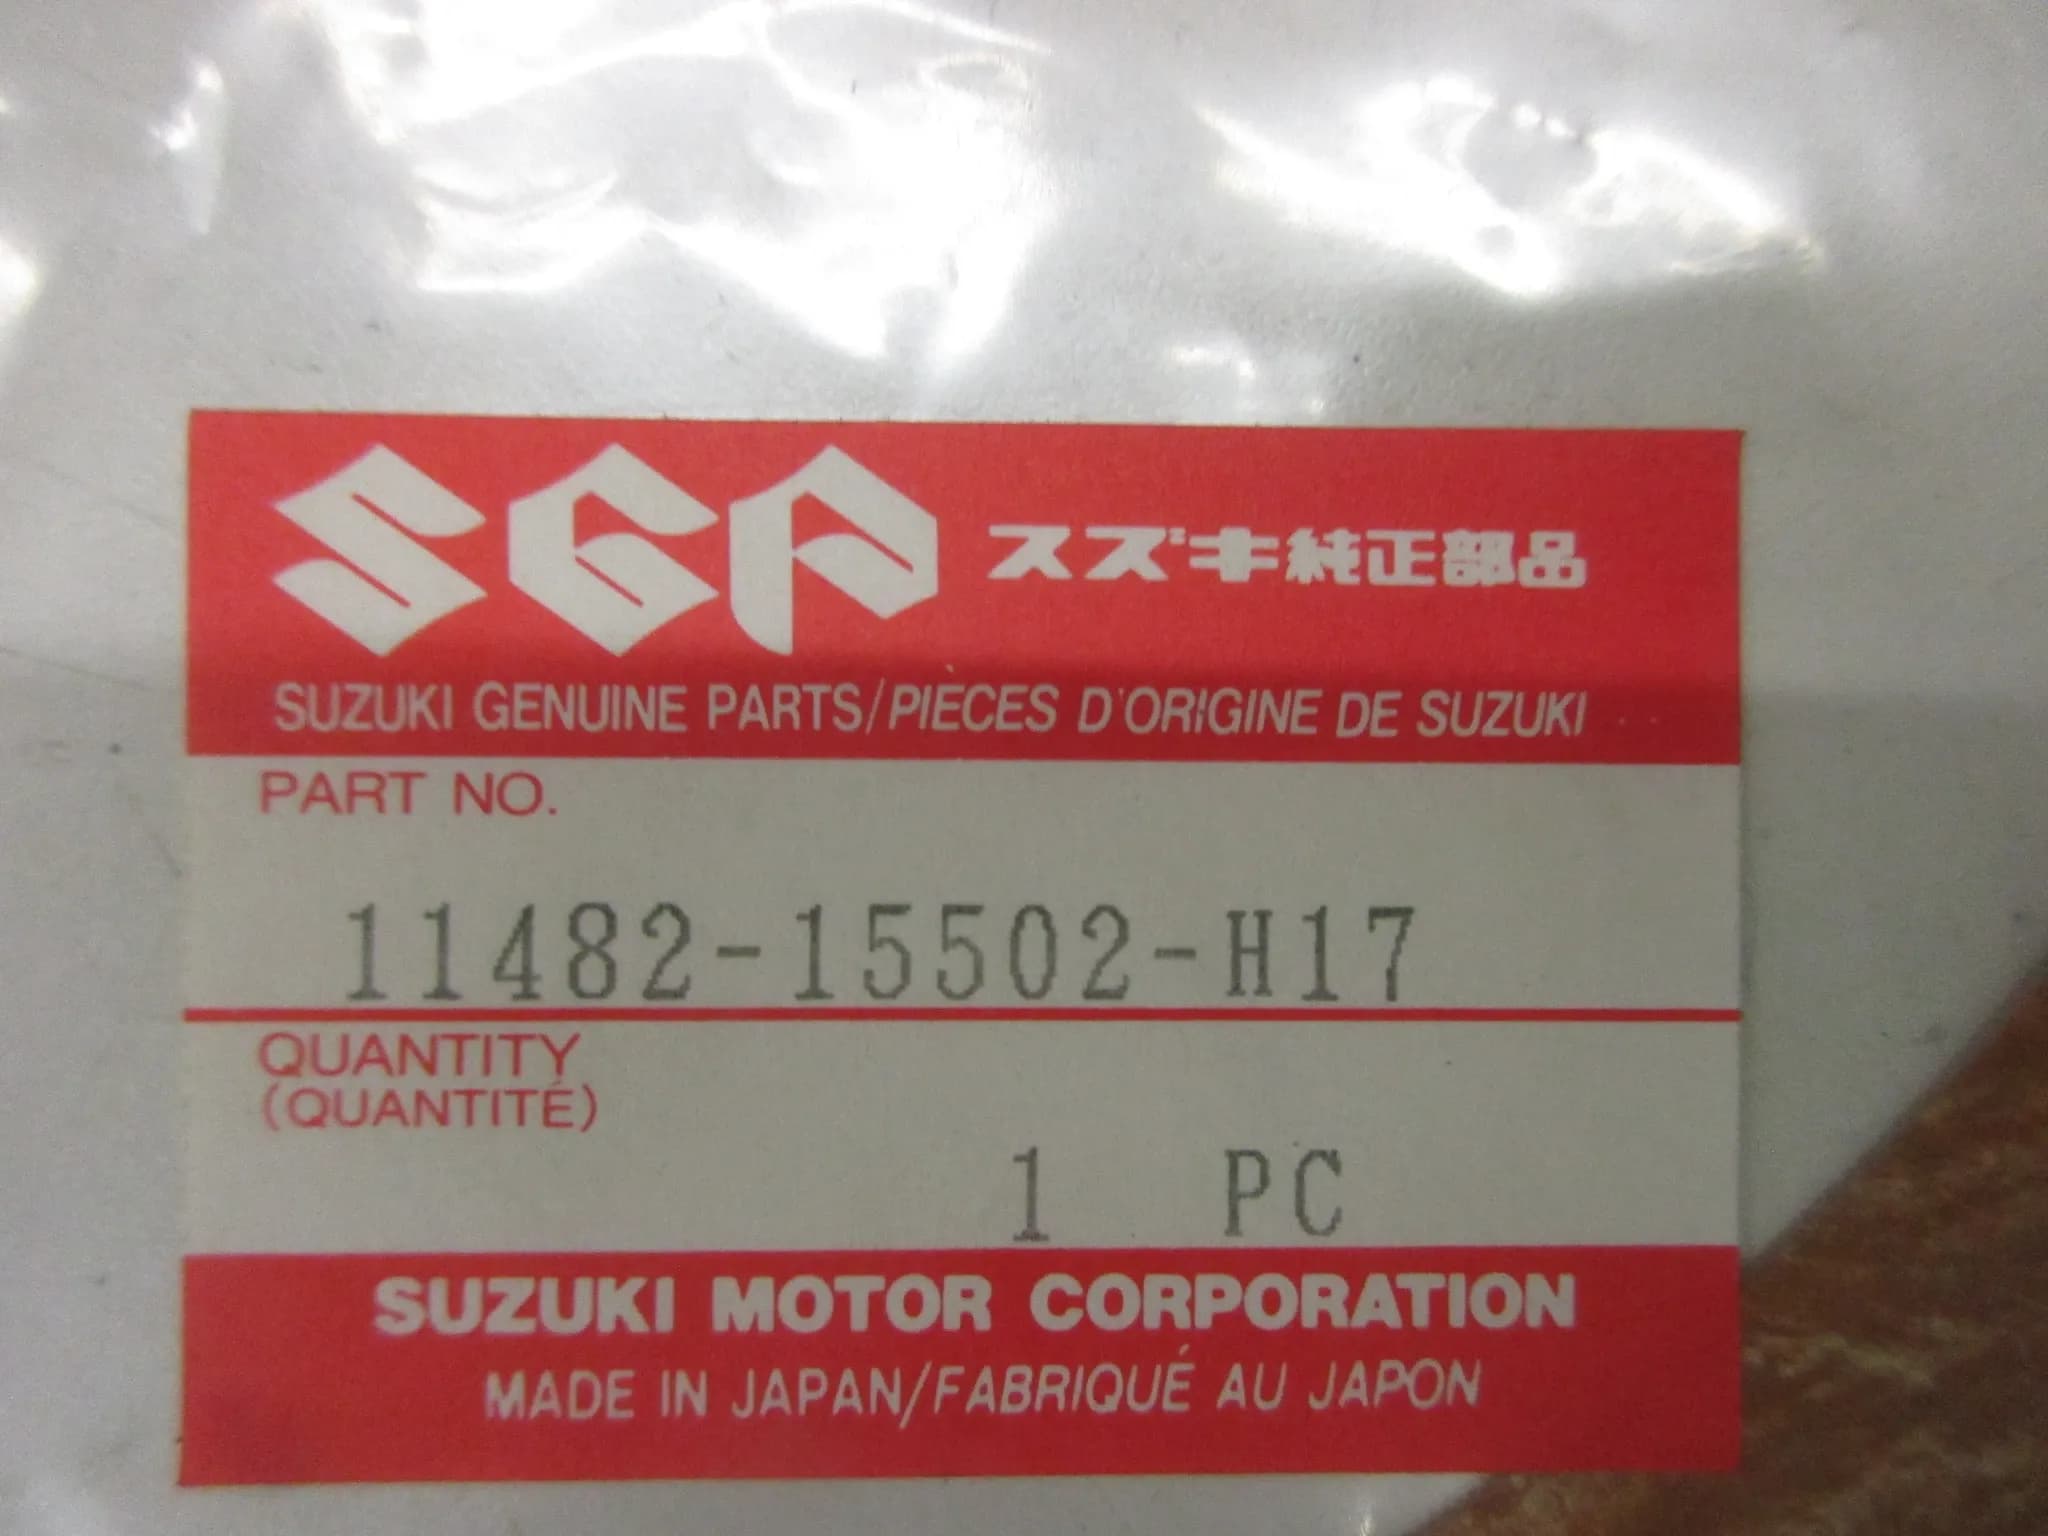 SGP スズキ純正部品
SUZUKI GENUINE PARTS/PIÈCES D'ORIGINE DE SUZUKI
PART NO.
11482-15502-H17
QUANTITY
(QUANTITÉ)
1 PC
SUZUKI MOTOR CORPORATION
MADE IN JAPAN/FABRIQUÉ AU JAPON